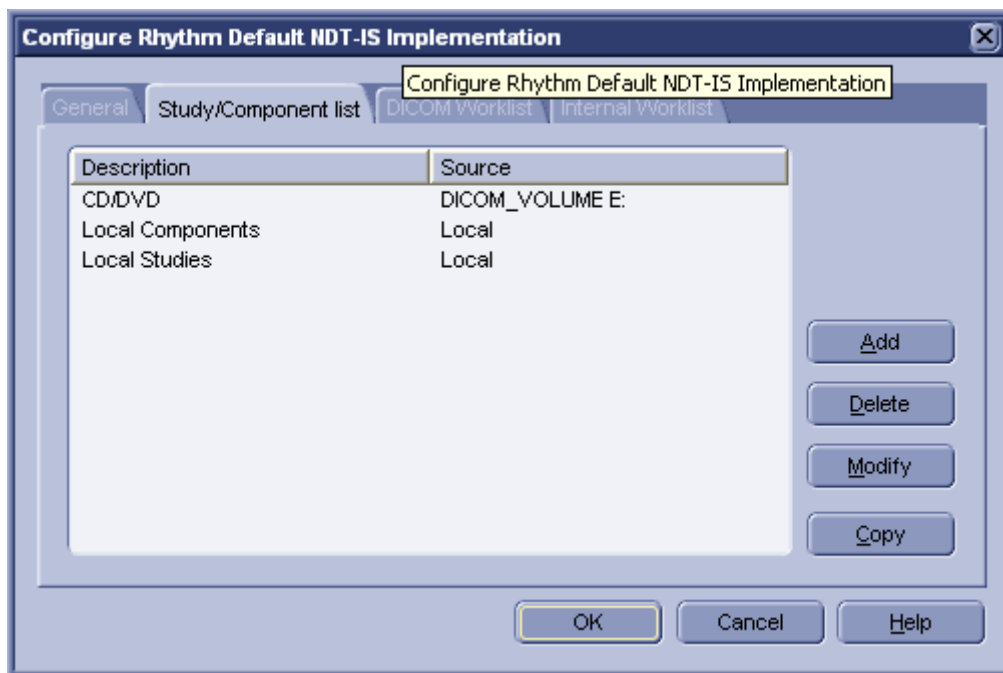 Configure Rhythm Default NDT-IS Implementation
Configure Rhythm Default NDT-IS Implementation
General Study/Component list DICOM Worklist Internal Worklist
Description Source
CD/DVD DICOM_VOLUME E:
Local Components Local
Local Studies Local
Add
Delete
Modify
Copy
OK Cancel Help